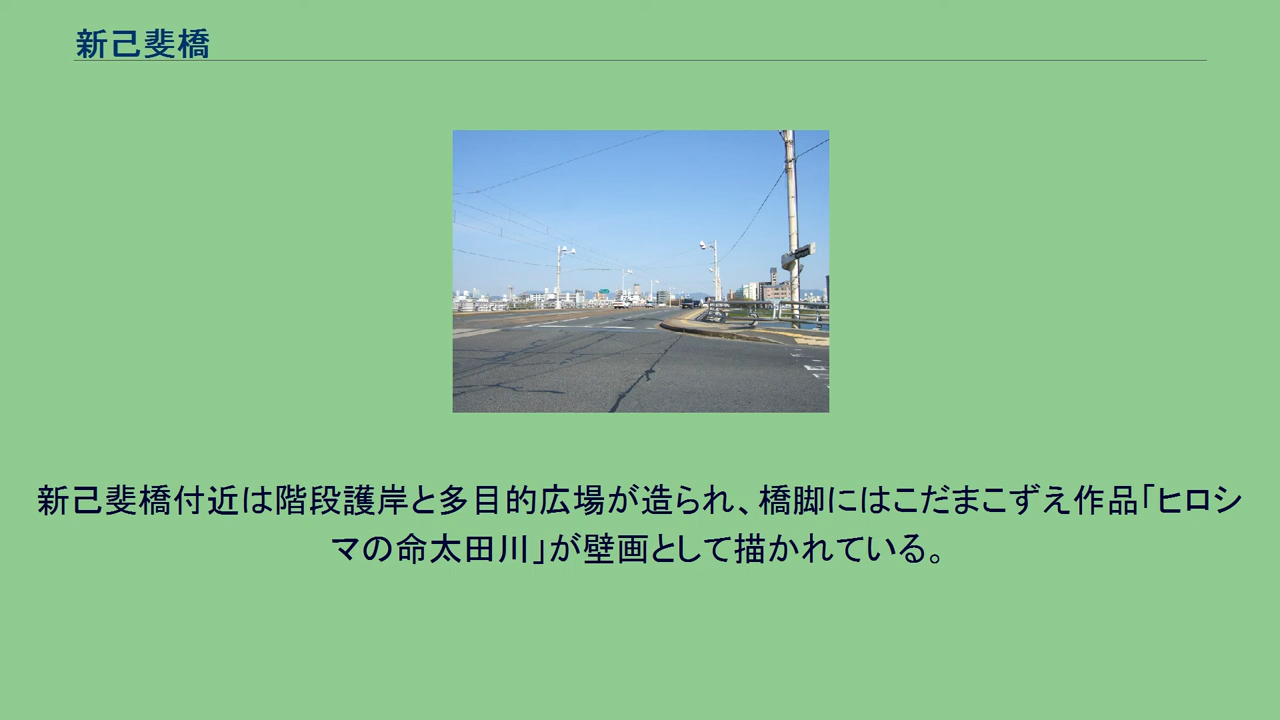 新己斐橋
新己斐橋付近は階段護岸と多目的広場が造られ、橋脚にはこだまこずえ作品｢ヒロシ
マの命太田川｣が壁画として描かれている。